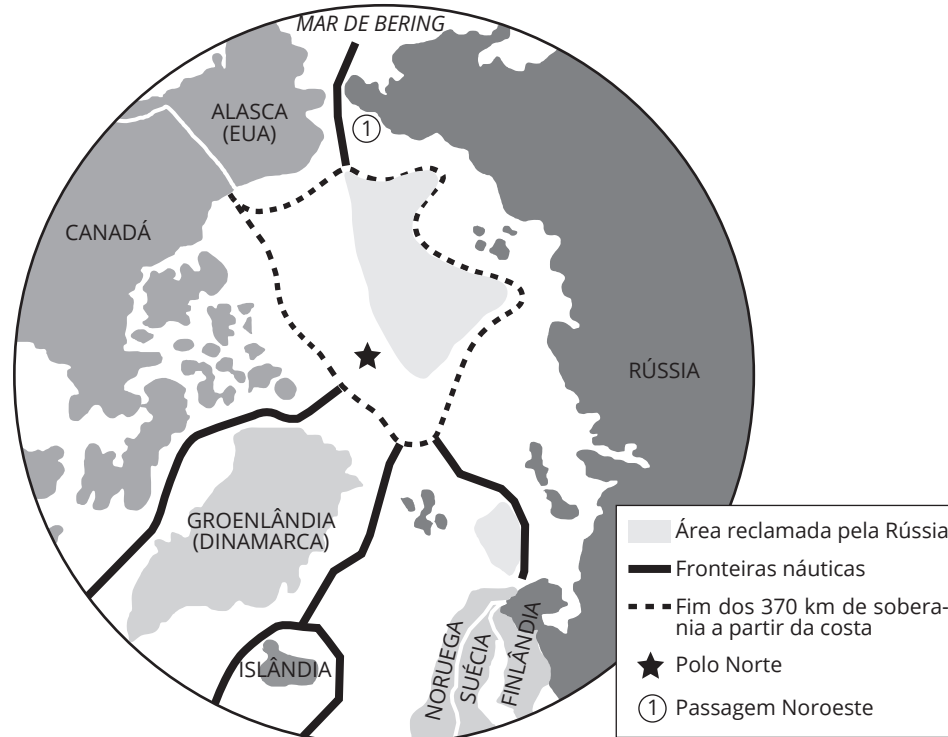 MAR DE BERING
ALASCA
(EUA)
1
CANADÁ
RÚSSIA
GROENLÂNDIA
(DINAMARCA)
ISLÂNDIA
NORUEGA
SUÉCIA
FINLÂNDIA
Área reclamada pela Rússia
Fronteiras náuticas
Fim dos 370 km de sobera-
nia a partir da costa
Polo Norte
1 Passagem Noroeste